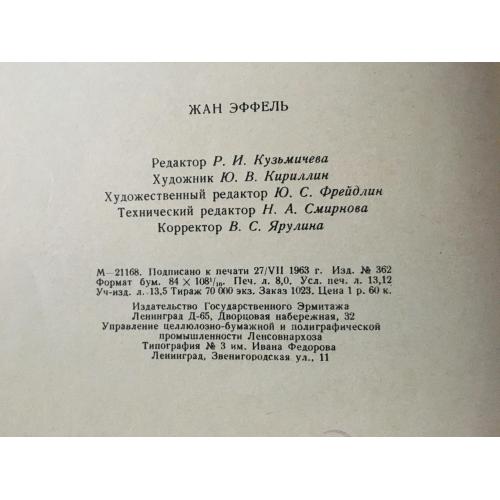 ЖАН ЭФФЕЛЬ
Редактор Р. И. Кузьмичева
Художник Ю. В. Кириллин
Художественный редактор Ю. С. Фрейдлин
Технический редактор Н. А. Смирнова
Корректор В. С. Ярулина
М—21168. Подписано к печати 27/VII 1963 г. Изд. № 362
Формат бум. 84 × 108¹/₁₆. Печ. л. 8,0. Усл. печ. л. 13,12
Уч-изд. л. 13,5 Тираж 70 000 экз. Заказ 1023. Цена 1 р. 60 к.
Издательство Государственного Эрмитажа
Ленинград Д-65, Дворцовая набережная, 32
Управление целлюлозно-бумажной и полиграфической
промышленности Ленсовнархоза
Типография № 3 им. Ивана Федорова
Ленинград, Звенигородская ул., 11